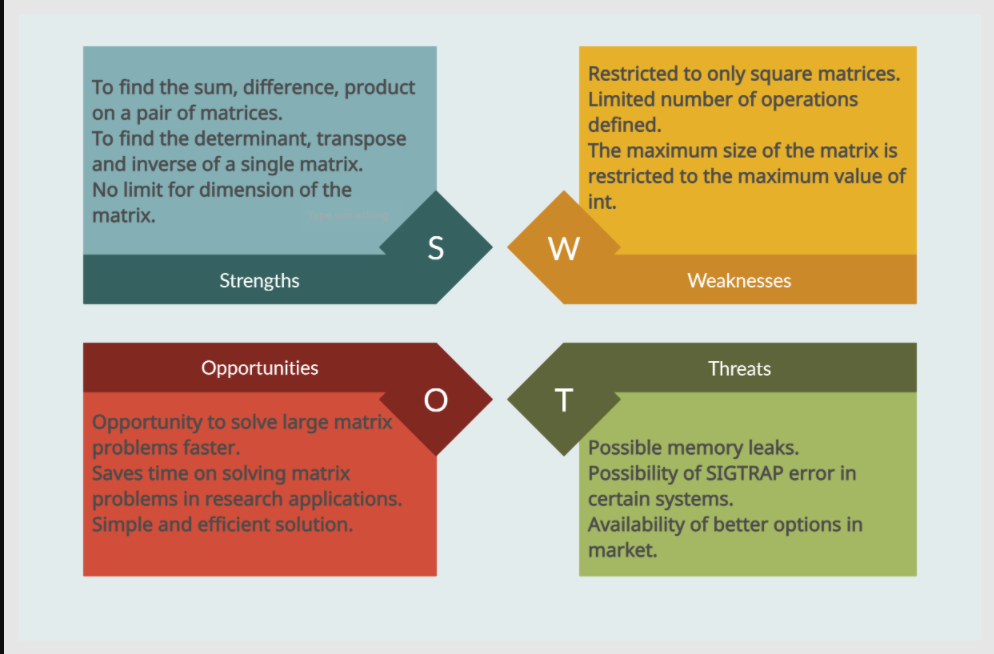 To find the sum, difference, product
on a pair of matrices.
To find the determinant, transpose
and inverse of a single matrix.
No limit for dimension of the
matrix.
S
Strengths
Restricted to only square matrices.
Limited number of operations
defined.
The maximum size of the matrix is
restricted to the maximum value of
int.
W
Weaknesses
Opportunities
O
Opportunity to solve large matrix
problems faster.
Saves time on solving matrix
problems in research applications.
Simple and efficient solution.
Threats
T
Possible memory leaks.
Possibility of SIGTRAP error in
certain systems.
Availability of better options in
market.